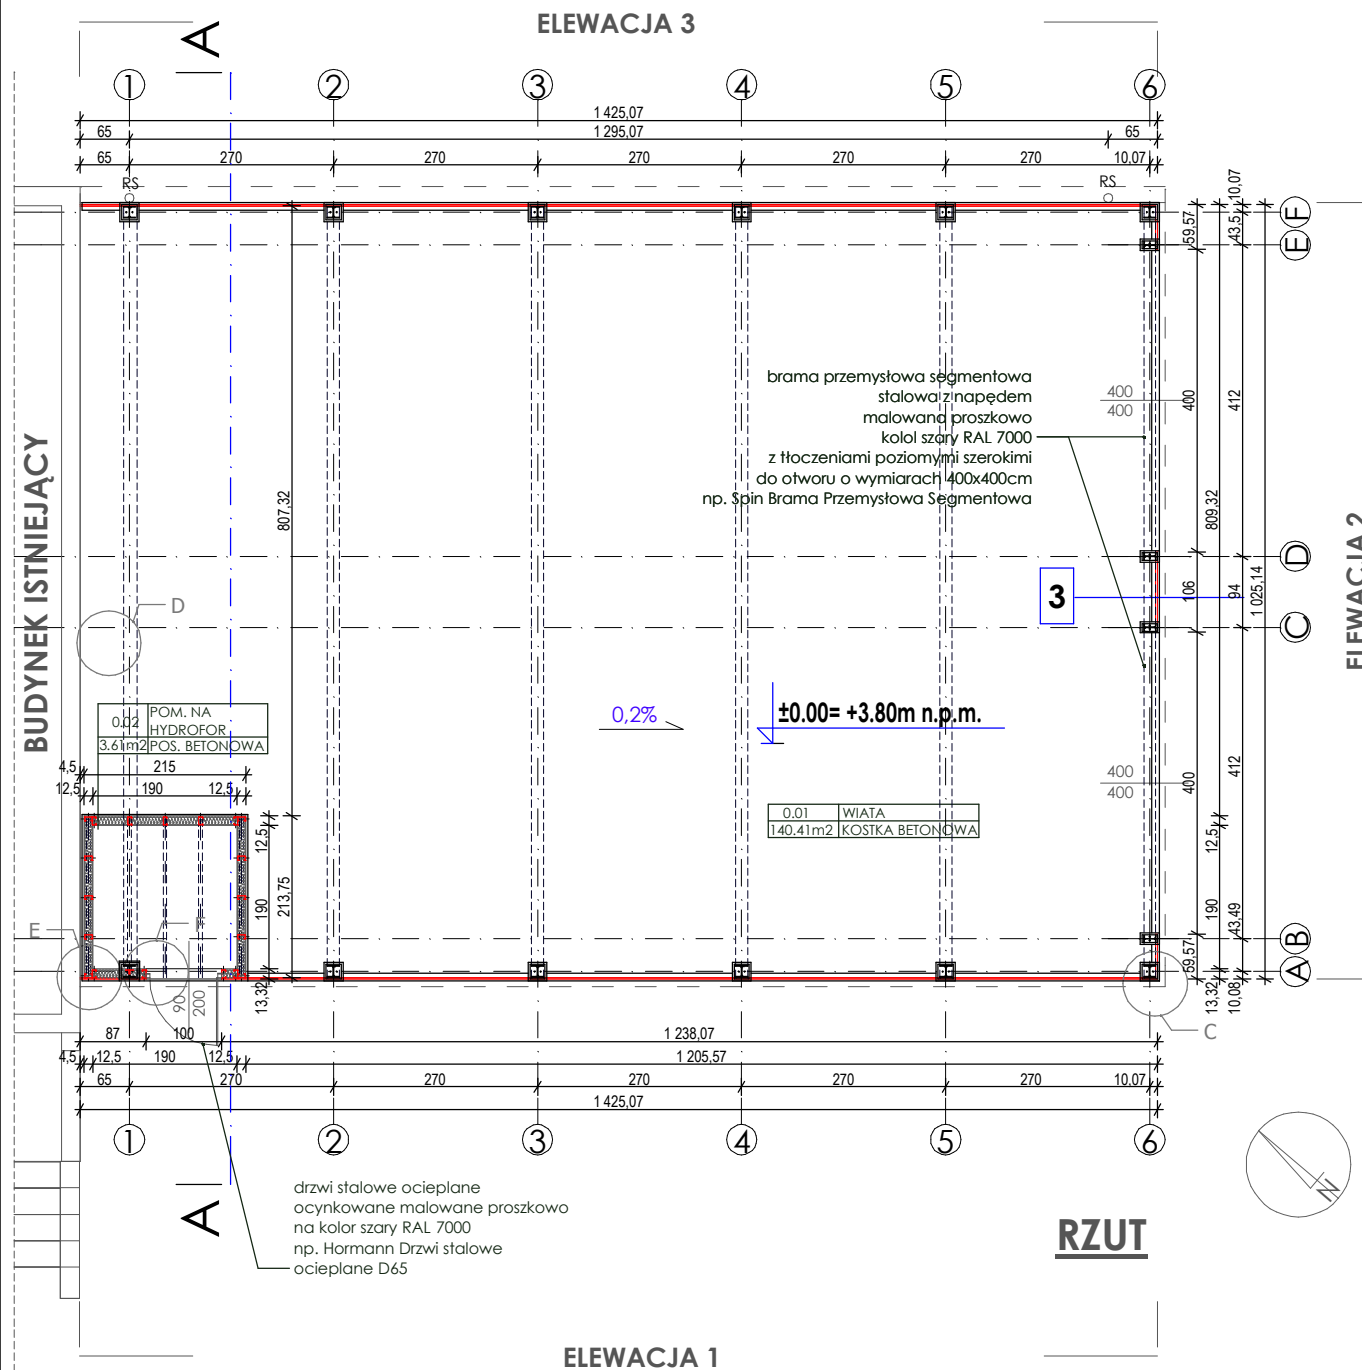 ELEWACJA 3
A
1 2 3 4 5 6
1 425,07
65 1 295,07 65
65 270 270 270 270 270 10,07
RS RS
10,07
59,57 43,5
F
E
brama przemysłowa segmentowa
stalowa z napędem
malowana proszkowo
kolol szary RAL 7000
z tłoczeniami poziomymi szerokimi
do otworu o wymiarach 400x400cm
np. Spin Brama Przemysłowa Segmentowa
400
400
400 412
BUDYNEK ISTNIEJĄCY
807,32
809,32
ELEWACJA 2
D
3
106 94 1 025,14
C
D
0.02 POM. NA
HYDROFOR
3.61m2 POS. BETONOWA
0,2%
±0.00= +3.80m n.p.m.
4,5 215
12,5 190 12,5
400
400
400 412
0.01 WIATA
140.41m2 KOSTKA BETONOWA
12,5
12,5
190 213,75
190 43,49
E F
B
59,57
A
13,32
90
200
13,32 10,08
C
87 100 1 238,07
4,5 12,5 190 12,5 1 205,57
65 270 270 270 270 270 10,07
1 425,07
1 2 3 4 5 6
N
A
drzwi stalowe ocieplane
ocynkowane malowane proszkowo
na kolor szary RAL 7000
np. Hormann Drzwi stalowe
ocieplane D65
RZUT
ELEWACJA 1